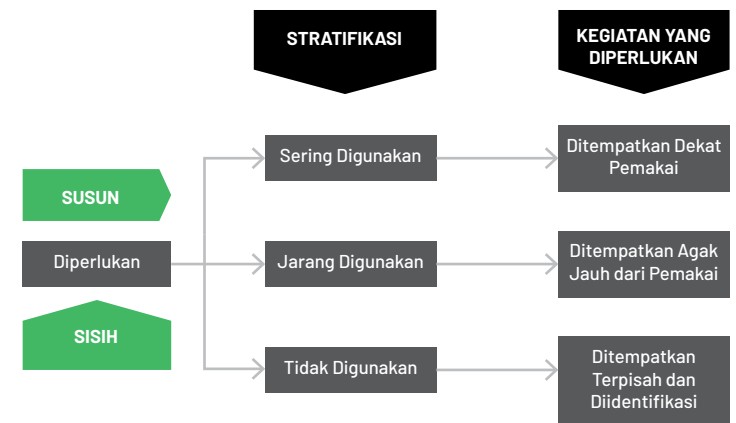 STRATIFIKASI
KEGIATAN YANG
DIPERLUKAN
SUSUN
Diperlukan
SISIH
Sering Digunakan
Ditempatkan Dekat
Pemakai
Jarang Digunakan
Ditempatkan Agak
Jauh dari Pemakai
Tidak Digunakan
Ditempatkan
Terpisah dan
Diidentifikasi